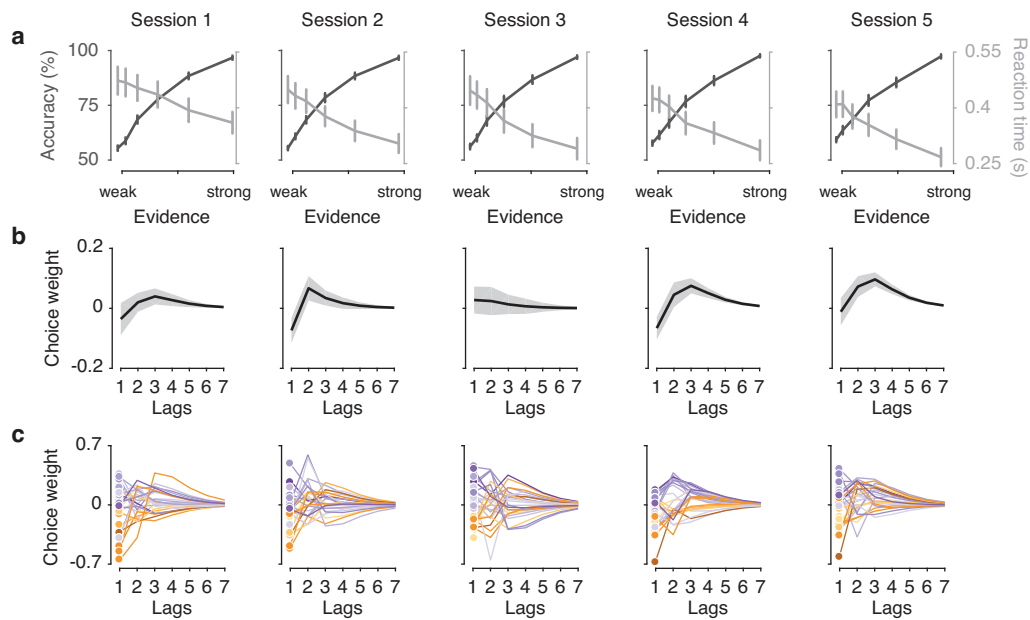 Session 1 Session 2 Session 3 Session 4 Session 5
a
Accuracy (%)
100
75
50
0.55
0.4
0.25
Reaction time (s)
weak strong weak strong weak strong weak strong weak strong
Evidence Evidence Evidence Evidence Evidence
b
Choice weight
0.2
0
-0.2
1 2 3 4 5 6 7 1 2 3 4 5 6 7 1 2 3 4 5 6 7 1 2 3 4 5 6 7 1 2 3 4 5 6 7
Lags Lags Lags Lags Lags
c
Choice weight
0.7
0
-0.7
1 2 3 4 5 6 7 1 2 3 4 5 6 7 1 2 3 4 5 6 7 1 2 3 4 5 6 7 1 2 3 4 5 6 7
Lags Lags Lags Lags Lags